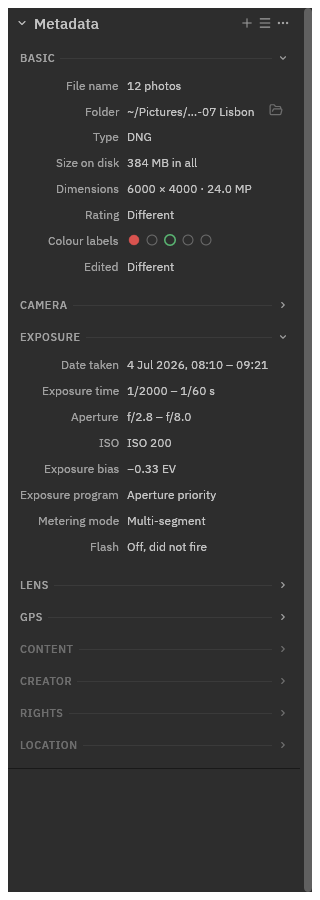 Metadata
BASIC
File name 12 photos
Folder ~/Pictures/...-07 Lisbon
Type DNG
Size on disk 384 MB in all
Dimensions 6000 × 4000 · 24.0 MP
Rating Different
Colour labels
Edited Different
CAMERA
EXPOSURE
Date taken 4 Jul 2026, 08:10 – 09:21
Exposure time 1/2000 – 1/60 s
Aperture f/2.8 – f/8.0
ISO ISO 200
Exposure bias −0.33 EV
Exposure program Aperture priority
Metering mode Multi-segment
Flash Off, did not fire
LENS
GPS
CONTENT
CREATOR
RIGHTS
LOCATION